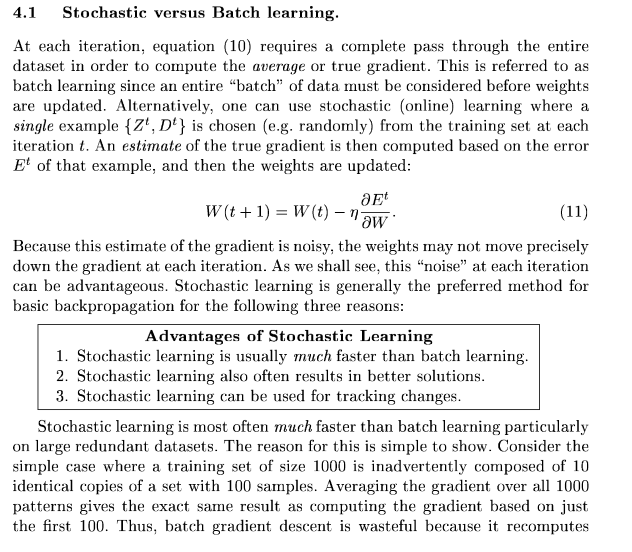 4.1 Stochastic versus Batch learning.
At each iteration, equation (10) requires a complete pass through the entire
dataset in order to compute the average or true gradient. This is referred to as
batch learning since an entire “batch” of data must be considered before weights
are updated. Alternatively, one can use stochastic (online) learning where a
single example {Zᵗ, Dᵗ} is chosen (e.g. randomly) from the training set at each
iteration t. An estimate of the true gradient is then computed based on the error
Eᵗ of that example, and then the weights are updated:
W(t + 1) = W(t) − η ∂Eᵗ/∂W . (11)
Because this estimate of the gradient is noisy, the weights may not move precisely
down the gradient at each iteration. As we shall see, this “noise” at each iteration
can be advantageous. Stochastic learning is generally the preferred method for
basic backpropagation for the following three reasons:
Advantages of Stochastic Learning
1. Stochastic learning is usually much faster than batch learning.
2. Stochastic learning also often results in better solutions.
3. Stochastic learning can be used for tracking changes.
Stochastic learning is most often much faster than batch learning particularly
on large redundant datasets. The reason for this is simple to show. Consider the
simple case where a training set of size 1000 is inadvertently composed of 10
identical copies of a set with 100 samples. Averaging the gradient over all 1000
patterns gives the exact same result as computing the gradient based on just
the first 100. Thus, batch gradient descent is wasteful because it recomputes